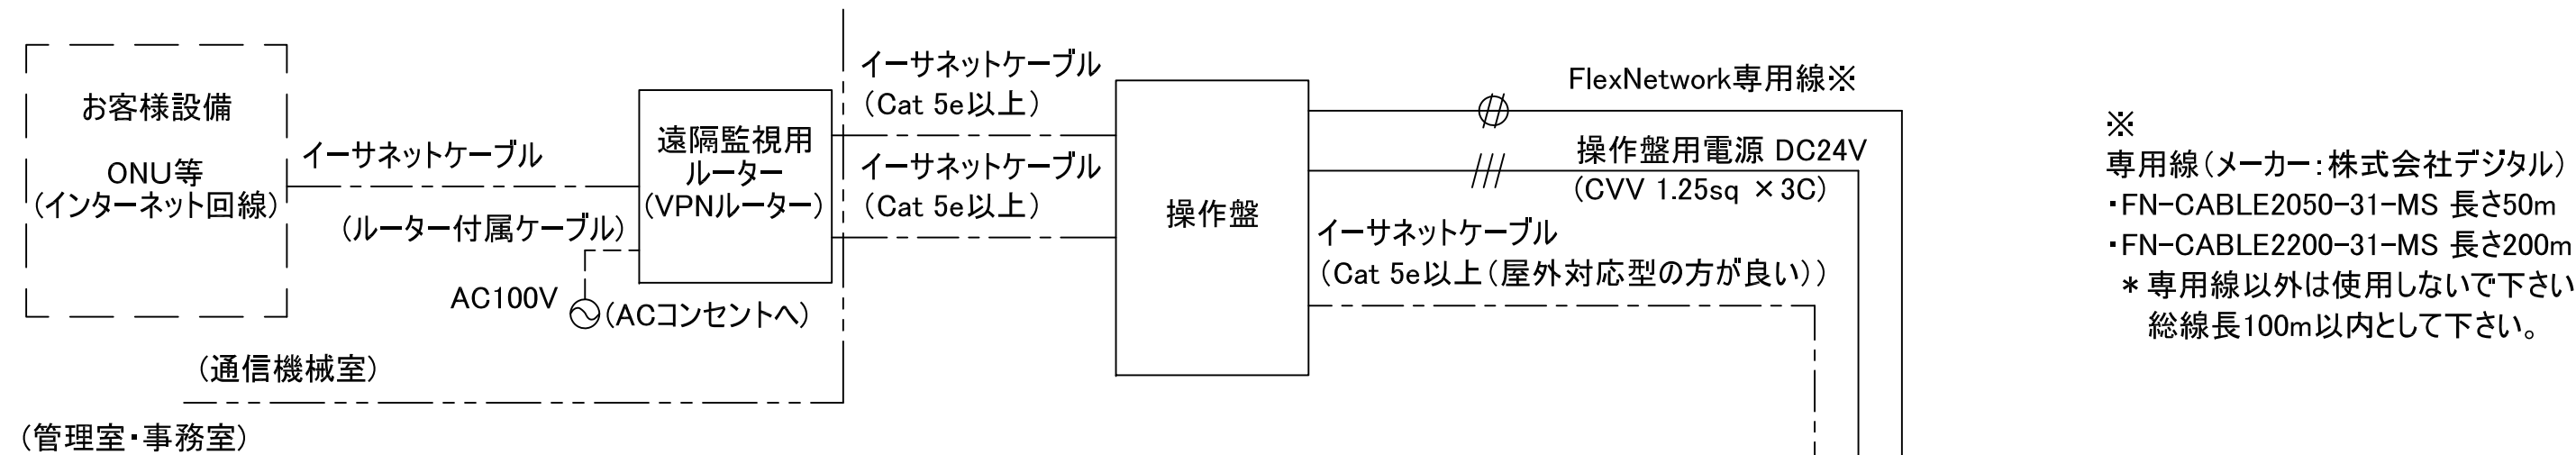 お客様設備
ONU等
(インターネット回線)
イーサネットケーブル
(ルーター付属ケーブル)
遠隔監視用
ルーター
(VPNルーター)
AC100V
(ACコンセントへ)
(通信機械室)
(管理室・事務室)
イーサネットケーブル
(Cat 5e以上)
イーサネットケーブル
(Cat 5e以上)
操作盤
FlexNetwork専用線※
操作盤用電源 DC24V
(CVV 1.25sq ×3C)
イーサネットケーブル
(Cat 5e以上(屋外対応型の方が良い))
※
専用線(メーカー:株式会社デジタル)
・FN-CABLE2050-31-MS 長さ50m
・FN-CABLE2200-31-MS 長さ200m
＊専用線以外は使用しないで下さい
総線長100m以内として下さい。